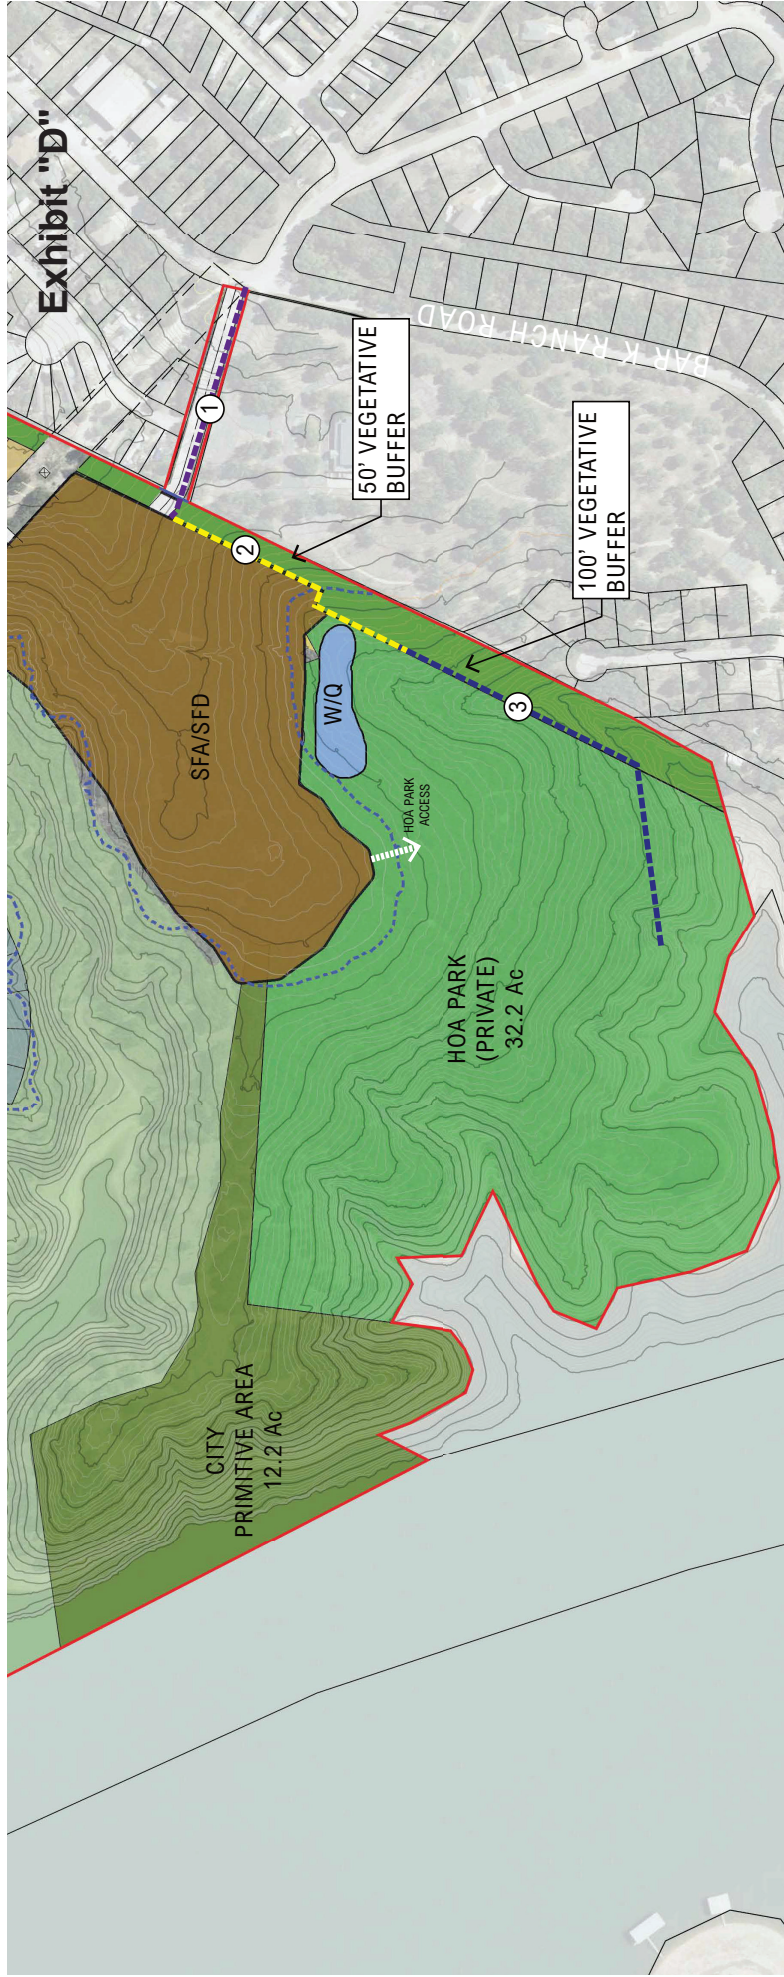 Exhibit "D"
1
BAR K RANCH ROAD
50' VEGETATIVE
BUFFER
2
100' VEGETATIVE
BUFFER
3
SFA/SFD
W/Q
HOA PARK
ACCESS
HOA PARK
(PRIVATE)
32.2 Ac
CITY
PRIMITIVE AREA
12.2 Ac